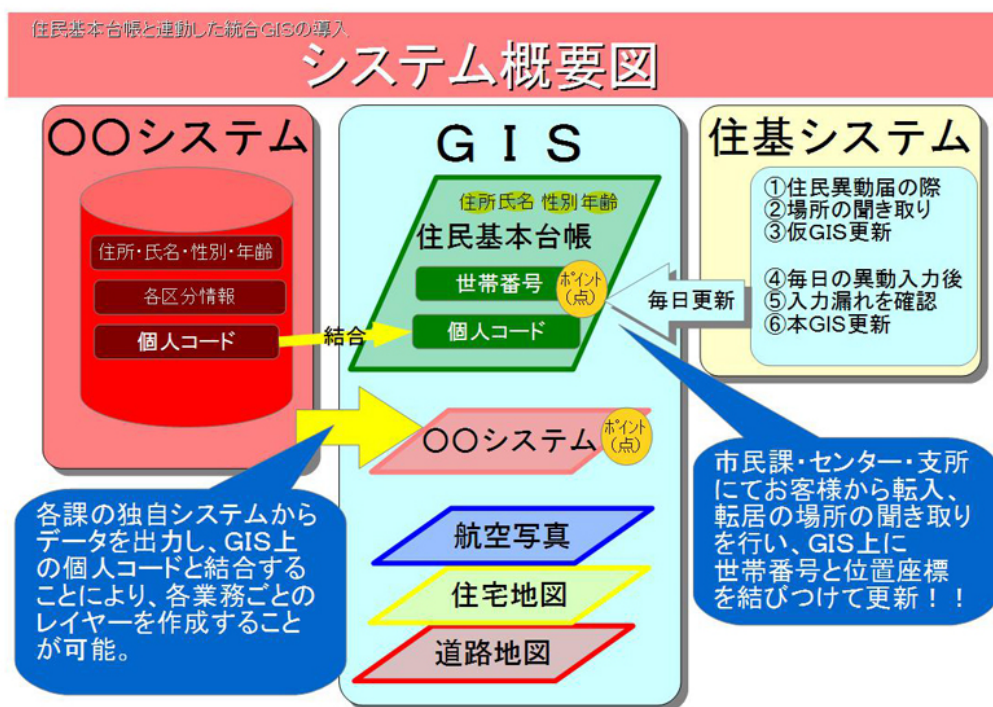 住民基本台帳と連動した統合GISの導入
システム概要図
〇〇システム
住所・氏名・性別・年齢
各区分情報
個人コード
結合
各課の独自システムから
データを出力し、GIS上
の個人コードと結合する
ことにより、各業務ごとの
レイヤーを作成すること
が可能。
GIS
住所 氏名 性別 年齢
住民基本台帳
世帯番号
ポイント
(点)
個人コード
〇〇システム
ポイント
(点)
航空写真
住宅地図
道路地図
住基システム
①住民異動届の際
②場所の聞き取り
③仮GIS更新
④毎日の異動入力後
⑤入力漏れを確認
⑥本GIS更新
毎日更新
市民課・センター・支所
にてお客様から転入、
転居の場所の聞き取り
を行い、GIS上に
世帯番号と位置座標
を結びつけて更新！！